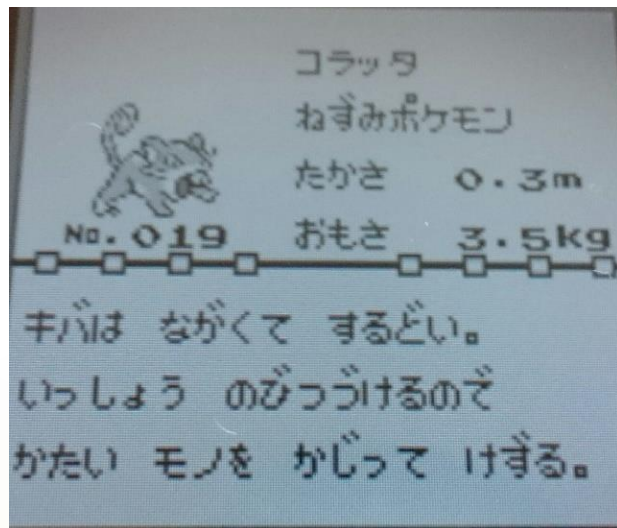 コラッタ
ねずみポケモン
たかさ 0.3m
No.019 おもさ 3.5kg
キバは ながくて するどい。
いっしょう のびつづけるので
かたい モノを かじって けずる。